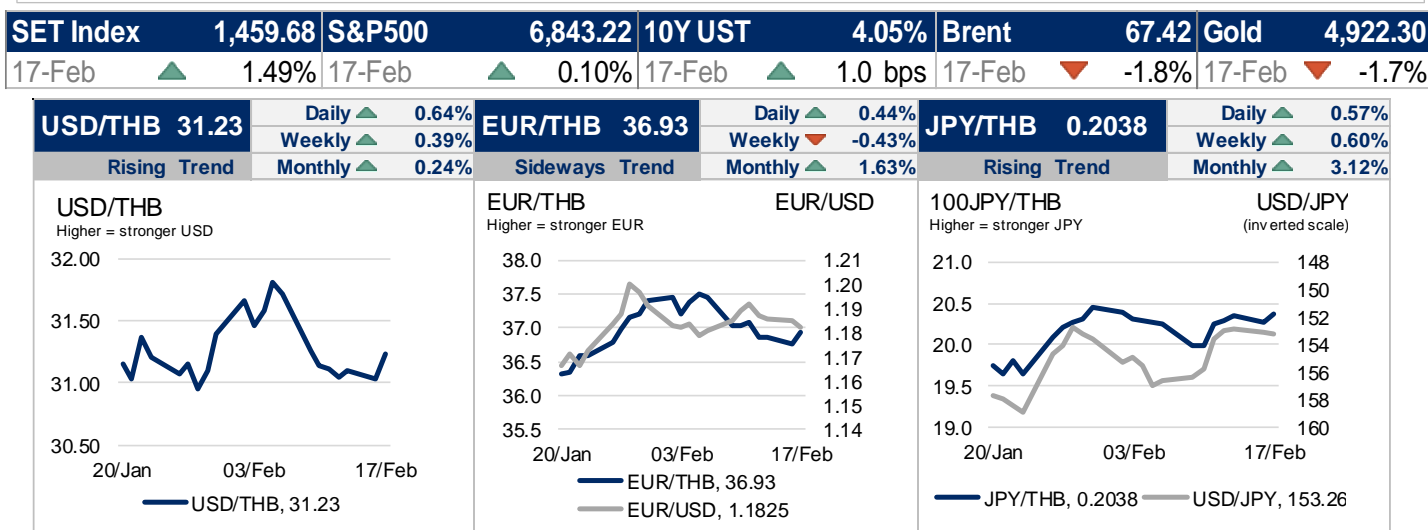 SET Index 1,459.68 S&P500 6,843.22 10Y UST 4.05% Brent 67.42 Gold 4,922.30
17-Feb 1.49% 17-Feb 0.10% 17-Feb 1.0 bps 17-Feb -1.8% 17-Feb -1.7%
USD/THB 31.23
Daily 0.64%
Weekly 0.39%
Rising Trend Monthly 0.24%
EUR/THB 36.93
Daily 0.44%
Weekly -0.43%
Sideways Trend Monthly 1.63%
JPY/THB 0.2038
Daily 0.57%
Weekly 0.60%
Rising Trend Monthly 3.12%
USD/THB
Higher = stronger USD
32.00
31.50
31.00
30.50
20/Jan 03/Feb 17/Feb
USD/THB, 31.23
EUR/THB EUR/USD
Higher = stronger EUR
38.0 1.21
37.5 1.20
37.0 1.19
36.5 1.18
36.0 1.17
35.5 1.16
1.15
1.14
20/Jan 03/Feb 17/Feb
EUR/THB, 36.93
EUR/USD, 1.1825
100JPY/THB USD/JPY
Higher = stronger JPY (inverted scale)
21.0 148
20.5 150
20.0 152
19.5 154
19.0 156
158
160
20/Jan 03/Feb 17/Feb
JPY/THB, 0.2038 USD/JPY, 153.26